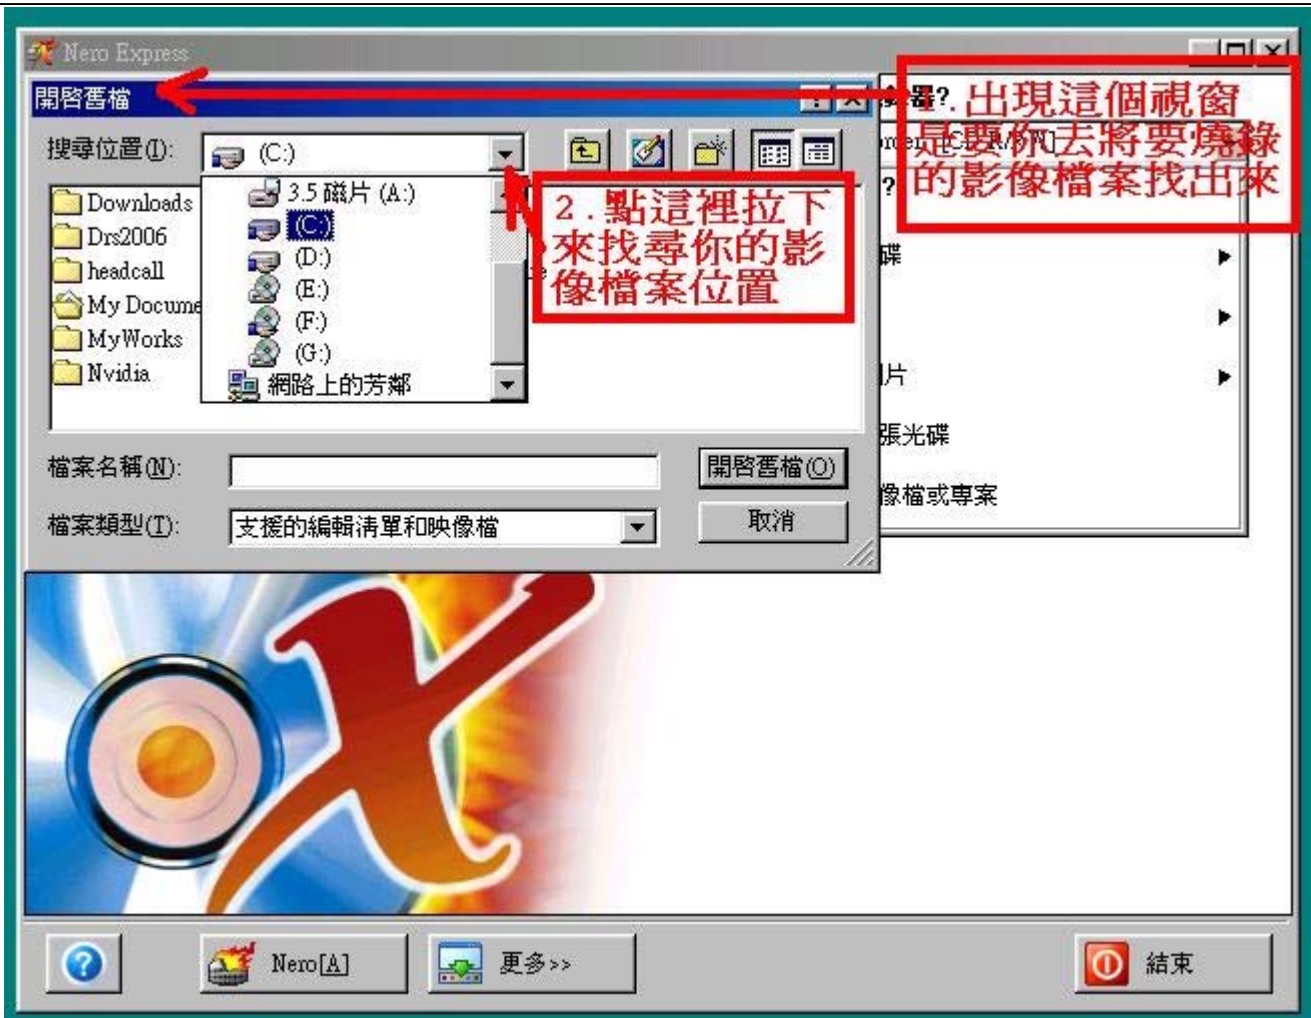 Nero Express
開啓舊檔
1.出現這個視窗
是要你去將要燒錄
的影像檔案找出來
器?
搜尋位置(I): (C:)
3.5 磁片 (A:)
(C:)
(D:)
(E:)
(F:)
(G:)
網路上的芳鄰
2.點這裡拉下
來找尋你的影
像檔案位置
Downloads
Drs2006
headcall
My Docume
MyWorks
Nvidia
?
碟
片
張光碟
像檔或專案
檔案名稱(N):
開啓舊檔(O)
檔案類型(T): 支援的編輯清單和映像檔
取消
Nero[A]
更多>>
結束